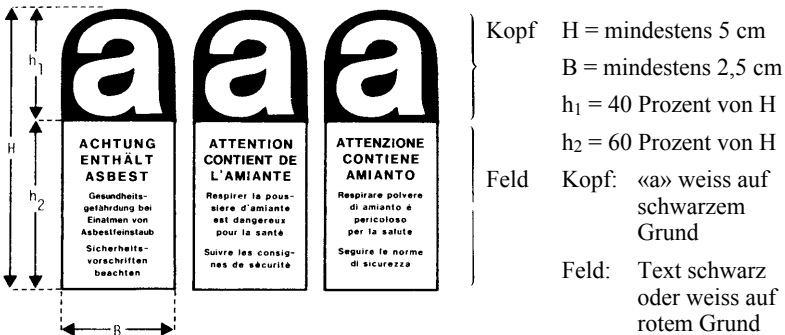 a a a
H
h1
h2
B
ACHTUNG
ENTHÄLT
ASBEST
Gesundheits-
gefährdung bei
Einatmen von
Asbestfeinstaub
Sicherheits-
vorschriften
beachten
ATTENTION
CONTIENT DE
L'AMIANTE
Respirer la pous-
siere d'amiante
est dangereux
pour la santé
Suivre les consig-
nes de sécurité
ATTENZIONE
CONTIENE
AMIANTO
Respirare polvere
di amianto é
pericoloso
per la salute
Seguire le norme
di sicurezza
Kopf H = mindestens 5 cm
B = mindestens 2,5 cm
h1 = 40 Prozent von H
h2 = 60 Prozent von H
Feld Kopf: «a» weiss auf
schwarzem
Grund
Feld: Text schwarz
oder weiss auf
rotem Grund